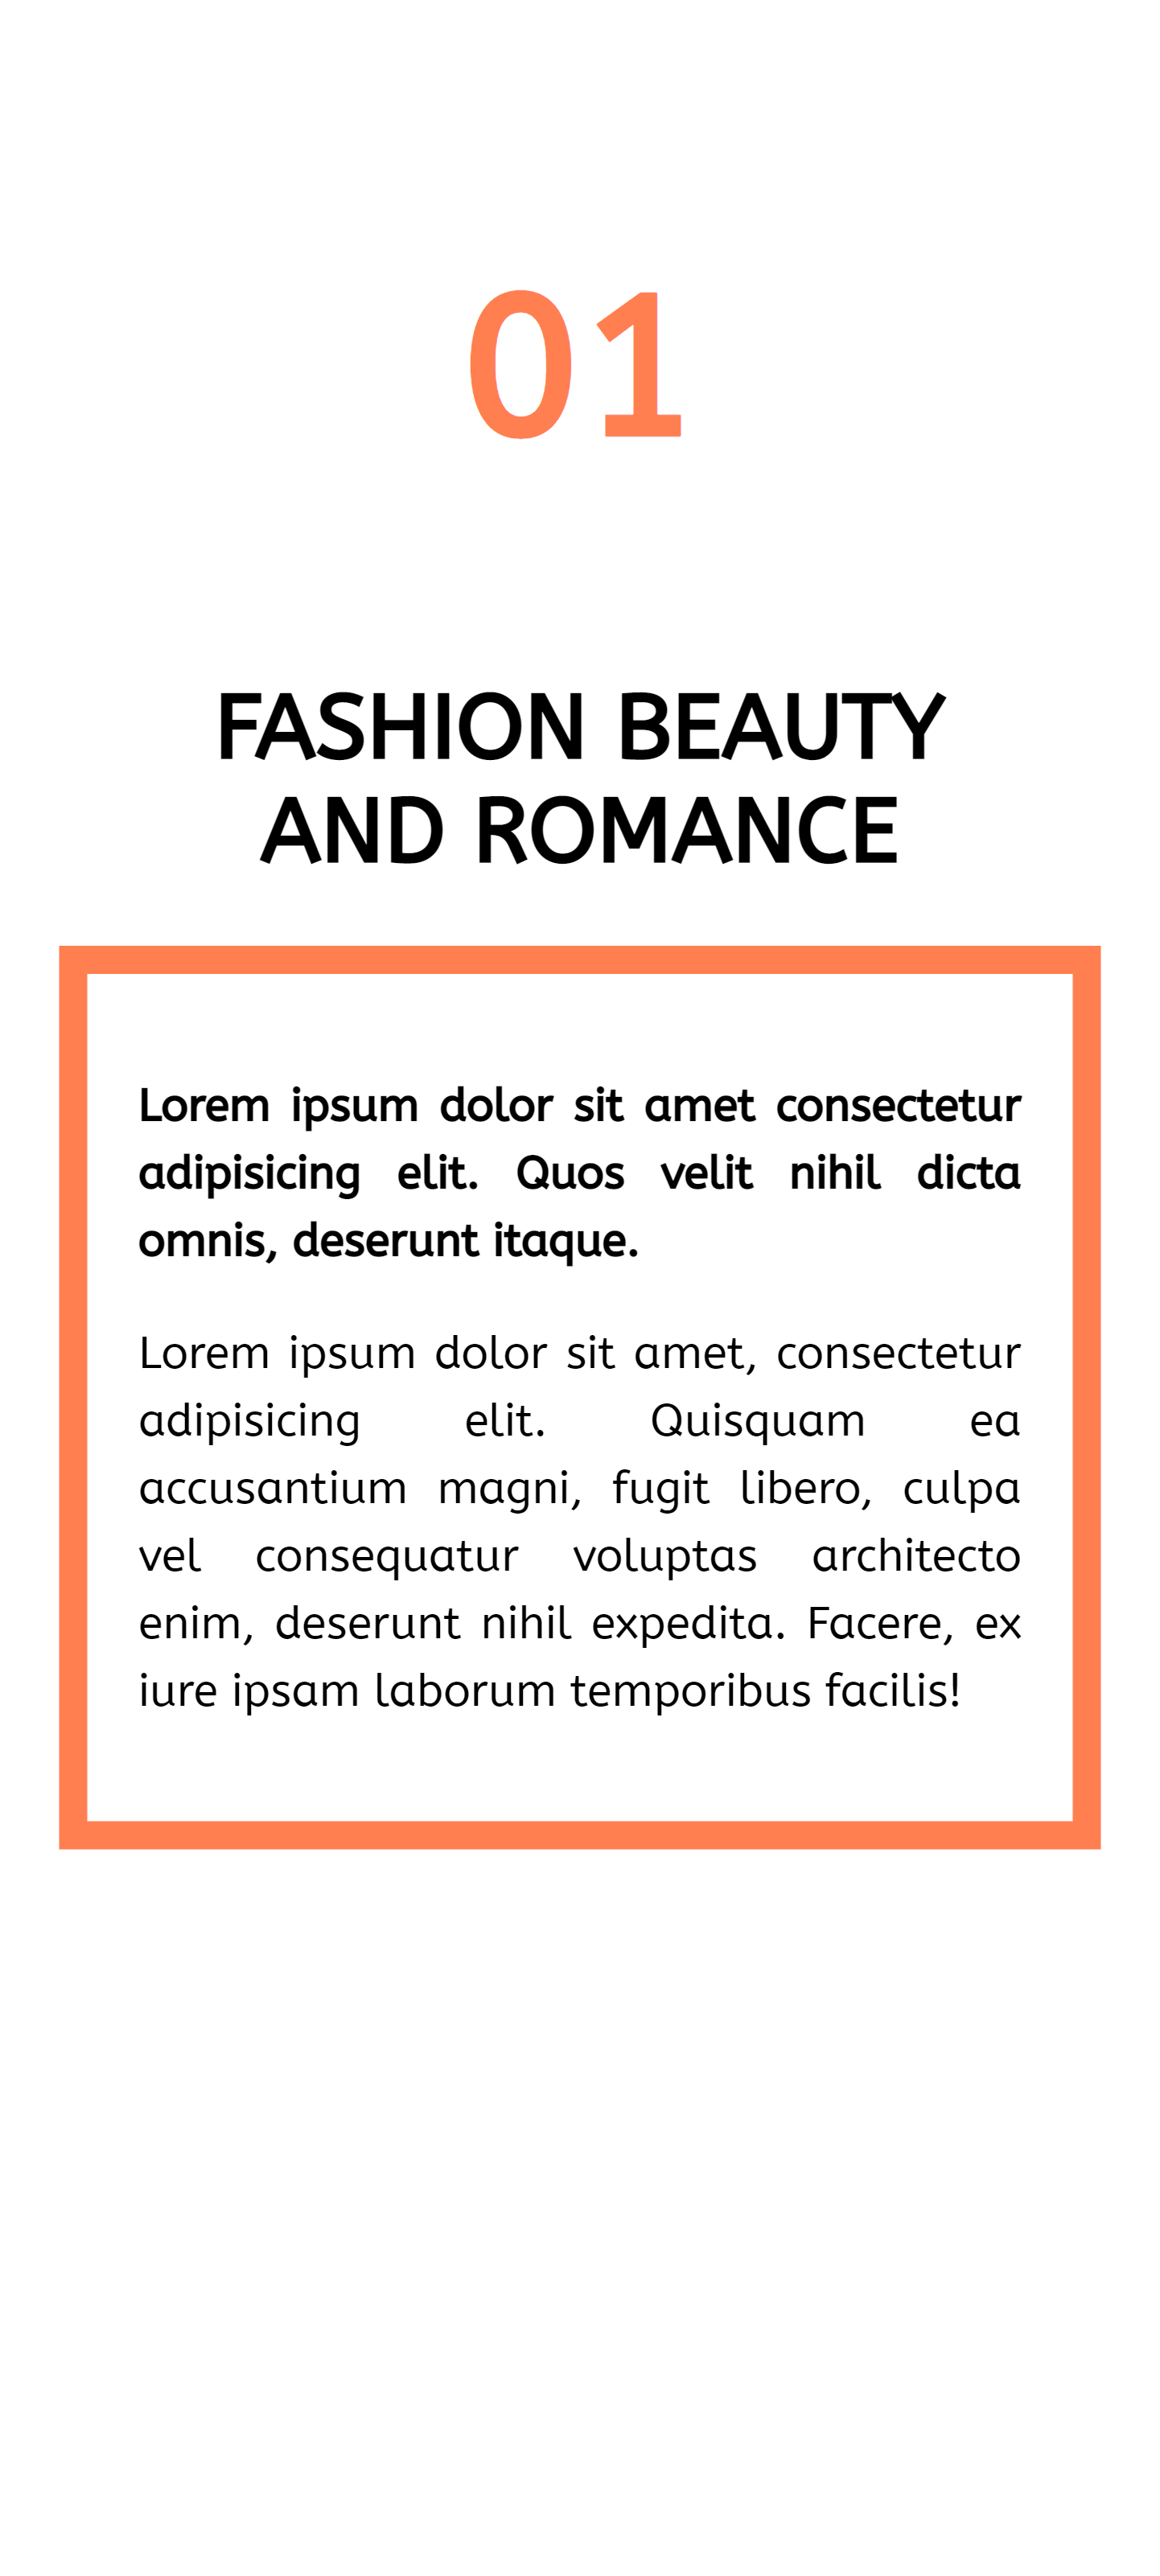 01
FASHION BEAUTY
AND ROMANCE
Lorem ipsum dolor sit amet consectetur
adipisicing elit. Quos velit nihil dicta
omnis, deserunt itaque.
Lorem ipsum dolor sit amet, consectetur
adipisicing elit. Quisquam ea
accusantium magni, fugit libero, culpa
vel consequatur voluptas architecto
enim, deserunt nihil expedita. Facere, ex
iure ipsam laborum temporibus facilis!